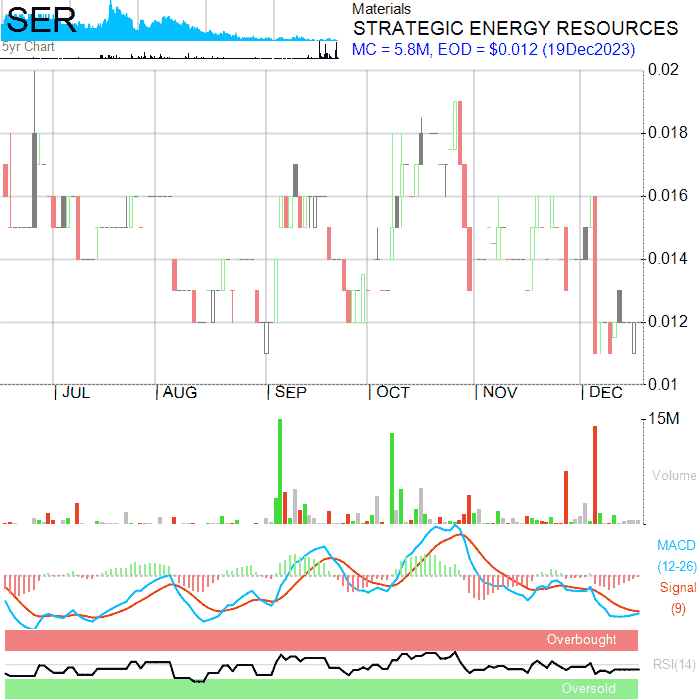 SER
5yr Chart
Materials
STRATEGIC ENERGY RESOURCES
MC = 5.8M, EOD = $0.012 (19Dec2023)
0.02
0.018
0.016
0.014
0.012
0.01
JUL AUG SEP OCT NOV DEC
15M
Volume
MACD
(12-26)
Signal
(9)
Overbought
RSI(14)
Oversold